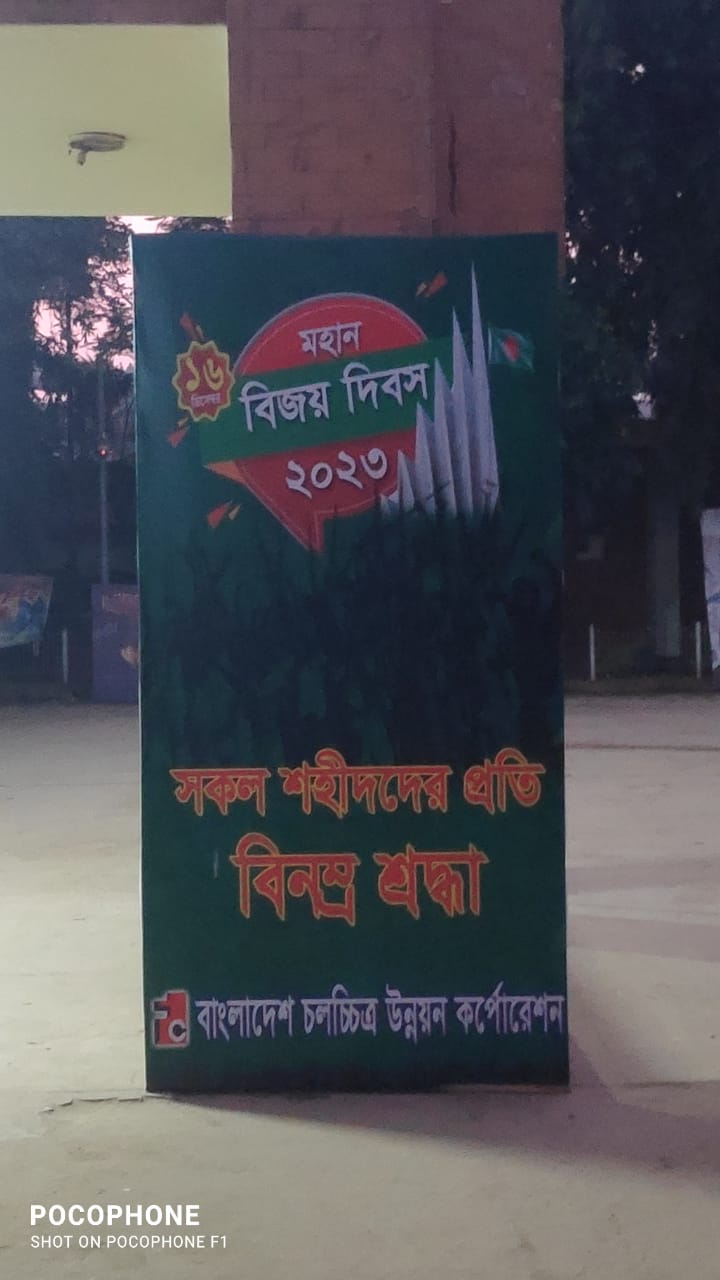 মহান
১৬
ডিসেম্বর
বিজয় দিবস
২০২৩
সকল শহীদদের প্রতি
বিনম্র শ্রদ্ধা
বাংলাদেশ চলচ্চিত্র উন্নয়ন কর্পোরেশন
POCOPHONE
SHOT ON POCOPHONE F1